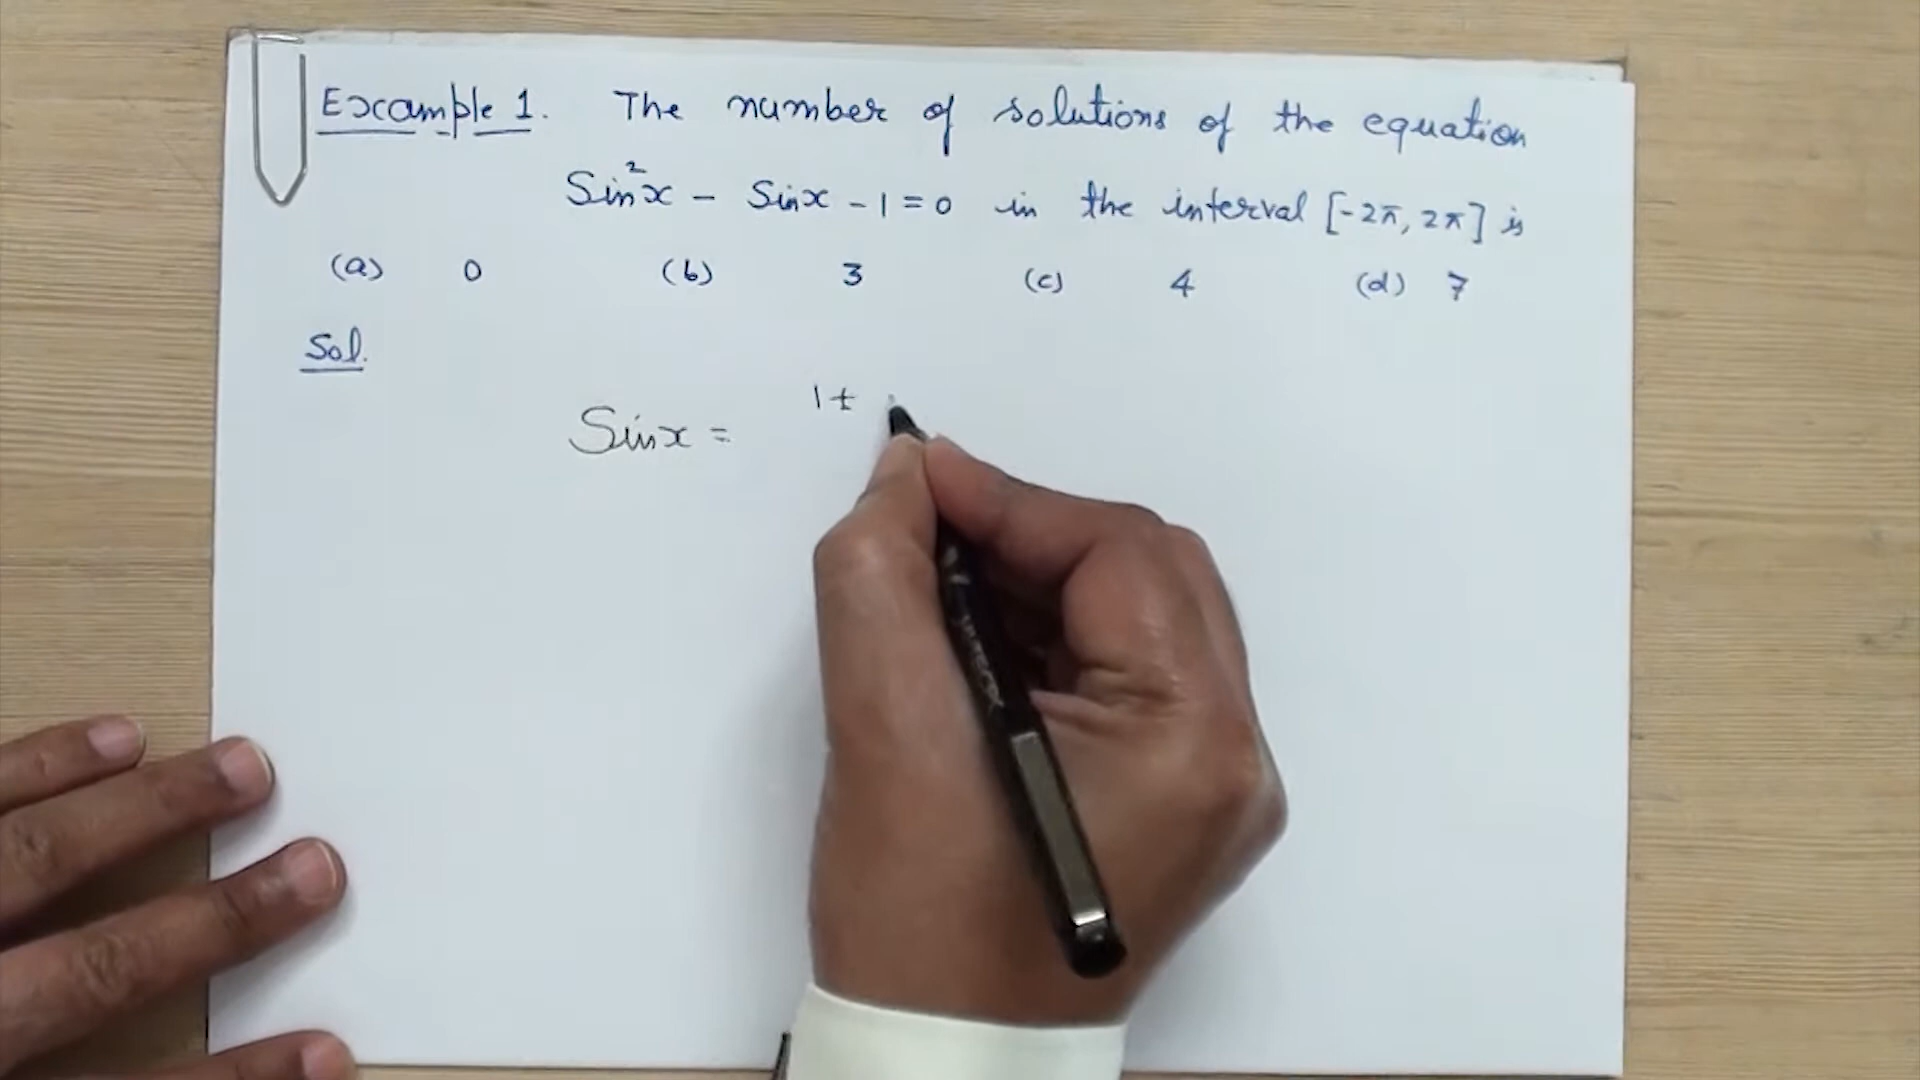 Example 1. The number of solutions of the equation
Sin²x - Sinx - 1 = 0 in the interval [-2π, 2π] is
(a) 0 (b) 3 (c) 4 (d) 7
Sol.
Sinx = 1 ±